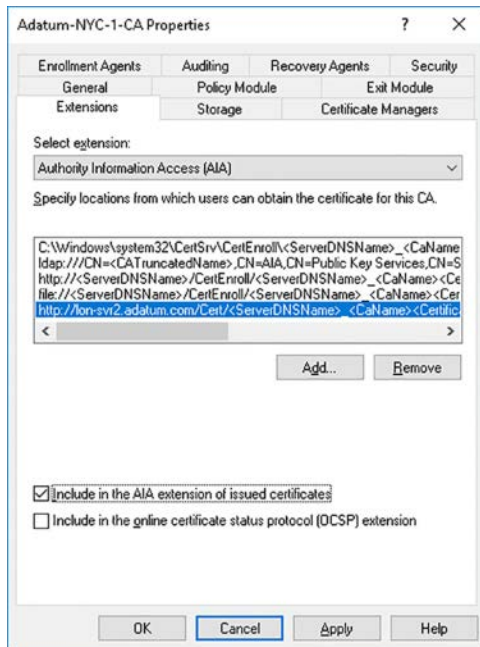 Adatum-NYC-1-CA Properties
?
Enrollment Agents Auditing Recovery Agents Security
General Policy Module Exit Module
Extensions Storage Certificate Managers
Select extension:
Authority Information Access (AIA)
Specify locations from which users can obtain the certificate for this CA.
C:\Windows\system32\CertSrv\CertEnroll\<ServerDNSName>_<CaName
ldap:///CN=<CATruncatedName>,CN=AIA,CN=Public Key Services,CN=S
http://<ServerDNSName>/CertEnroll/<ServerDNSName>_<CaName><Ce
file://<ServerDNSName>/CertEnroll/<ServerDNSName>_<CaName><Cer
http://lon-svr2.adatum.com/Cert/<ServerDNSName>_<CaName><Certifica
Add... Remove
Include in the AIA extension of issued certificates
Include in the online certificate status protocol (OCSP) extension
OK Cancel Apply Help